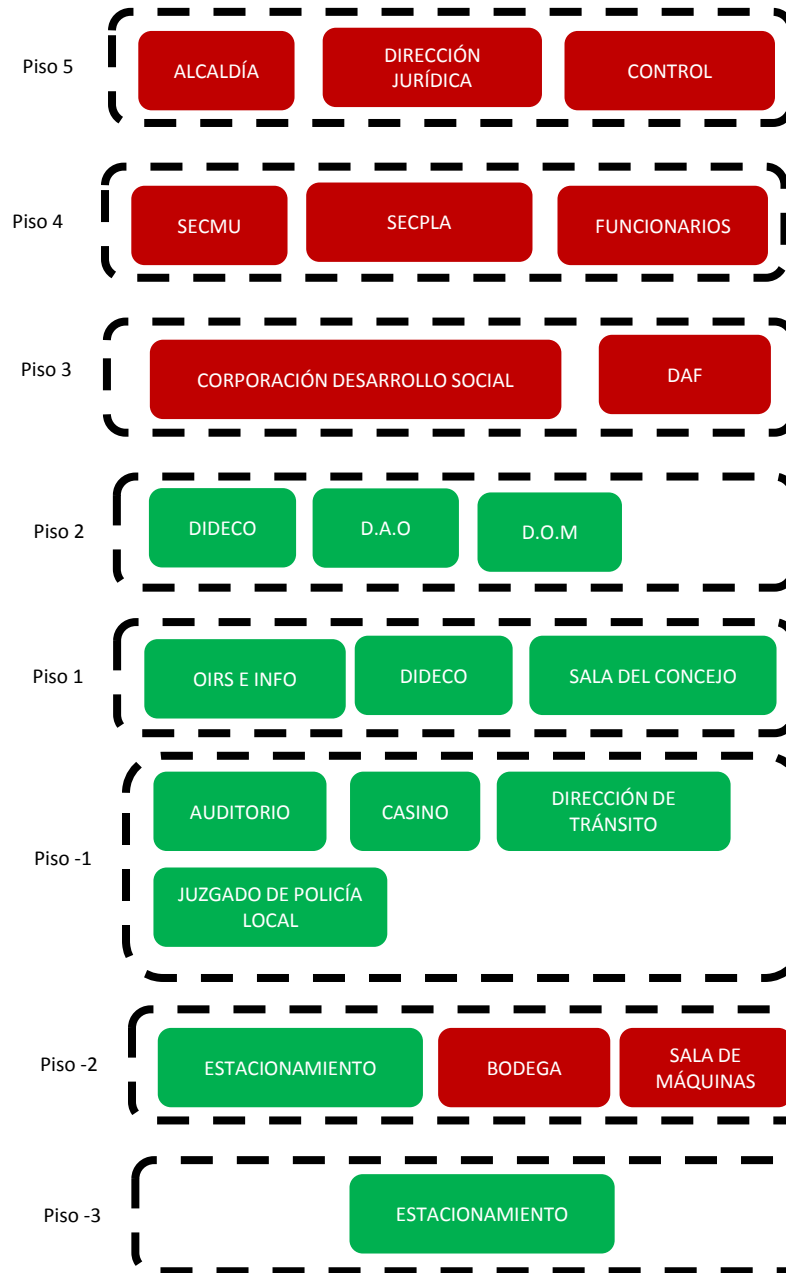 Piso 5
ALCALDÍA
DIRECCIÓN
JURÍDICA
CONTROL
Piso 4
SECMU
SECPLA
FUNCIONARIOS
Piso 3
CORPORACIÓN DESARROLLO SOCIAL
DAF
Piso 2
DIDECO
D.A.O
D.O.M
Piso 1
OIRS E INFO
DIDECO
SALA DEL CONCEJO
Piso -1
AUDITORIO
CASINO
DIRECCIÓN DE
TRÁNSITO
JUZGADO DE POLICÍA
LOCAL
Piso -2
ESTACIONAMIENTO
BODEGA
SALA DE
MÁQUINAS
Piso -3
ESTACIONAMIENTO